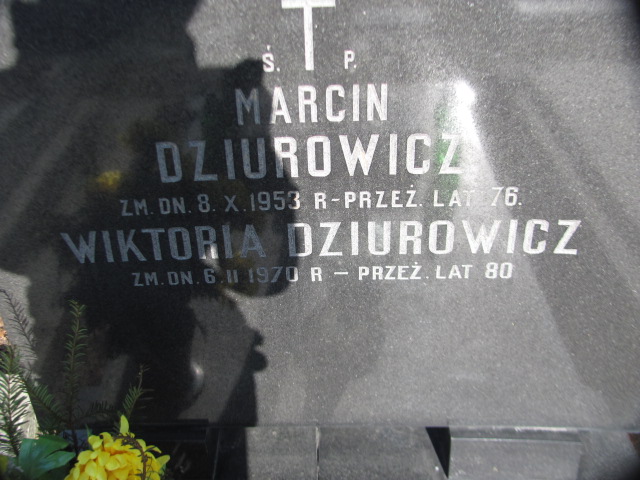 Ś. P.
MARCIN
DZIUROWICZ
ZM. DN. 8. X. 1953 R - PRZEŻ. LAT 76.
WIKTORIA DZIUROWICZ
ZM. DN. 6. II 1970 R - PRZEŻ. LAT 80